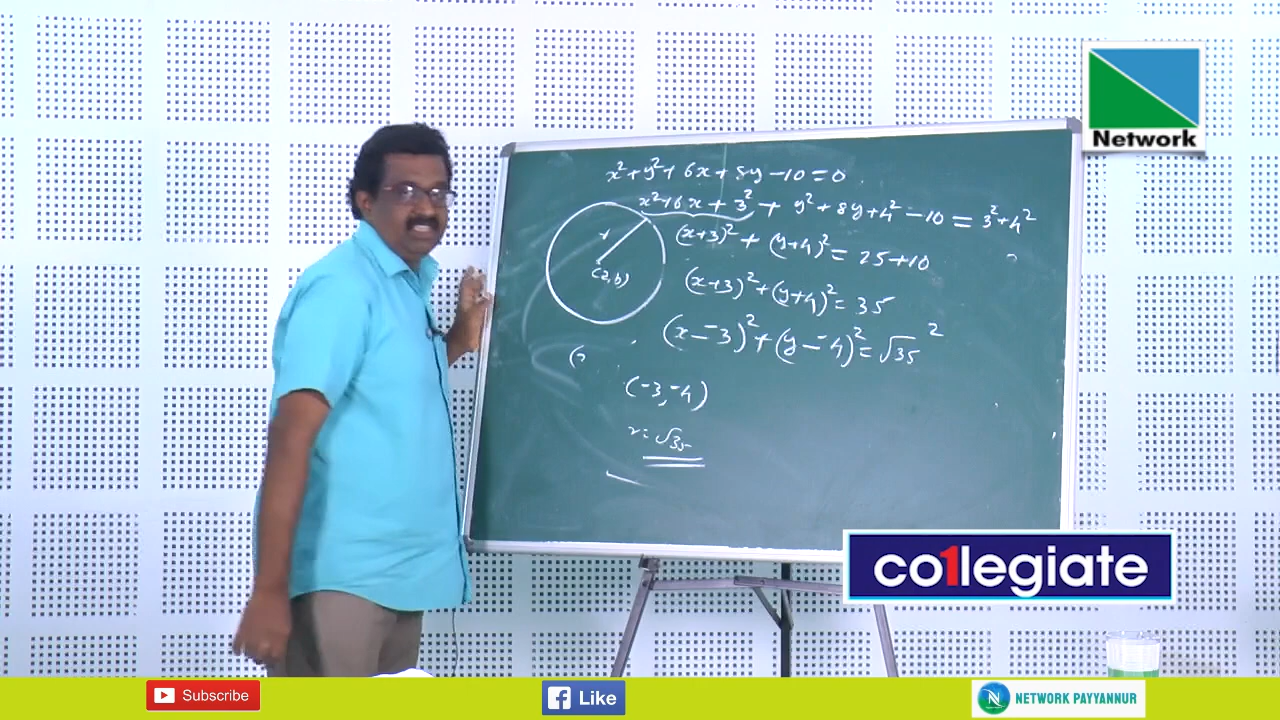 Network
x²+y²+6x+8y-10=0
x²+6x+3²+y²+8y+4²-10=3²+4²
(x+3)²+(y+4)²=25+10
r
(a,b)
(x+3)²+(y+4)²=35
(x-⁻3)²+(y-⁻4)²=√35²
(-3,-4)
r=√35
co1legiate
Subscribe
Like
NETWORK PAYYANNUR